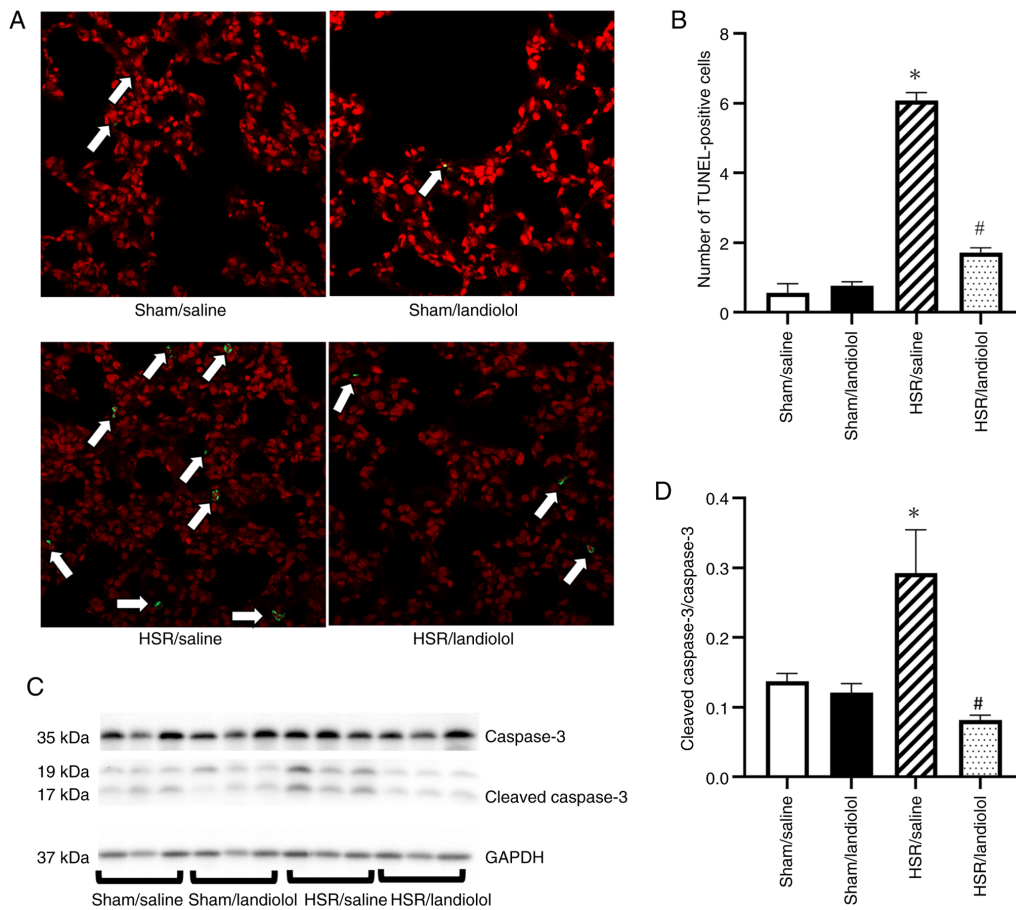 A
Sham/saline
Sham/landiolol
HSR/saline
HSR/landiolol
B
Number of TUNEL-positive cells
8
6
4
2
0
*
#
Sham/saline
Sham/landiolol
HSR/saline
HSR/landiolol
C
35 kDa
Caspase-3
19 kDa
17 kDa
Cleaved caspase-3
37 kDa
GAPDH
Sham/saline
Sham/landiolol
HSR/saline
HSR/landiolol
D
Cleaved caspase-3/caspase-3
0.4
0.3
0.2
0.1
0.0
*
#
Sham/saline
Sham/landiolol
HSR/saline
HSR/landiolol